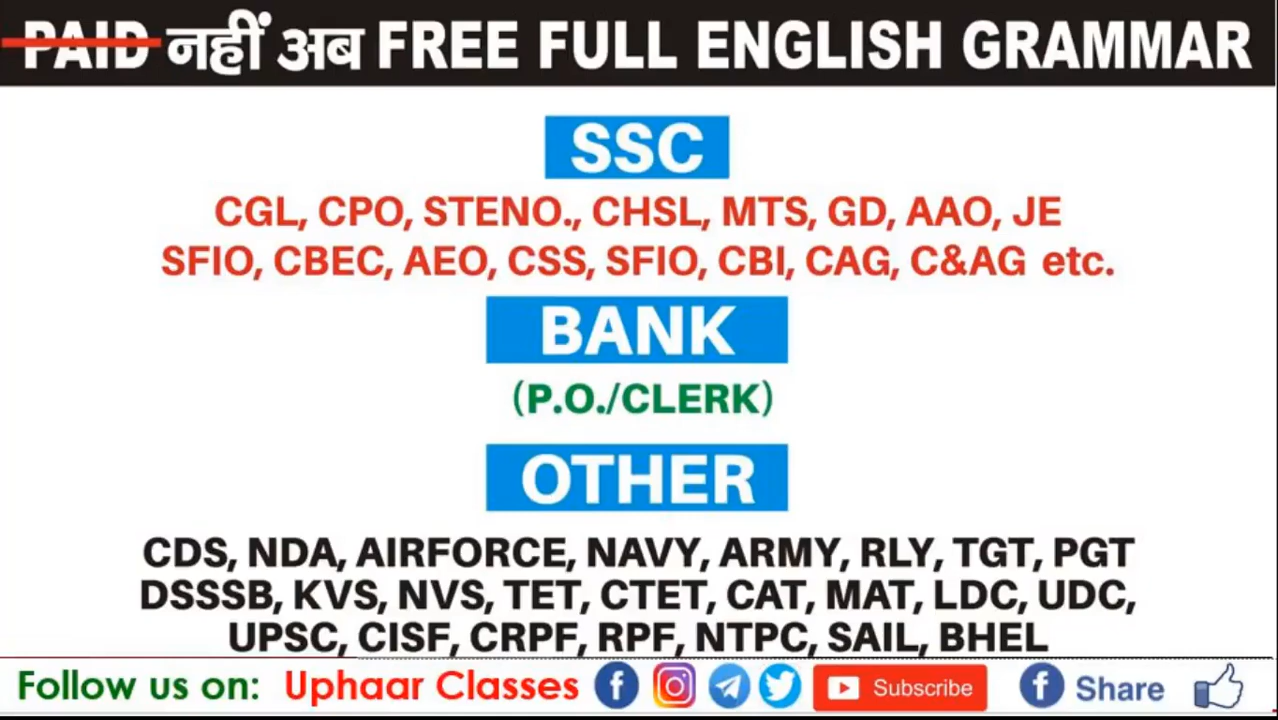 PAID नहीं अब FREE FULL ENGLISH GRAMMAR
SSC
CGL, CPO, STENO., CHSL, MTS, GD, AAO, JE
SFIO, CBEC, AEO, CSS, SFIO, CBI, CAG, C&AG etc.
BANK
(P.O./CLERK)
OTHER
CDS, NDA, AIRFORCE, NAVY, ARMY, RLY, TGT, PGT
DSSSB, KVS, NVS, TET, CTET, CAT, MAT, LDC, UDC,
UPSC, CISF, CRPF, RPF, NTPC, SAIL, BHEL
Follow us on: Uphaar Classes Subscribe Share